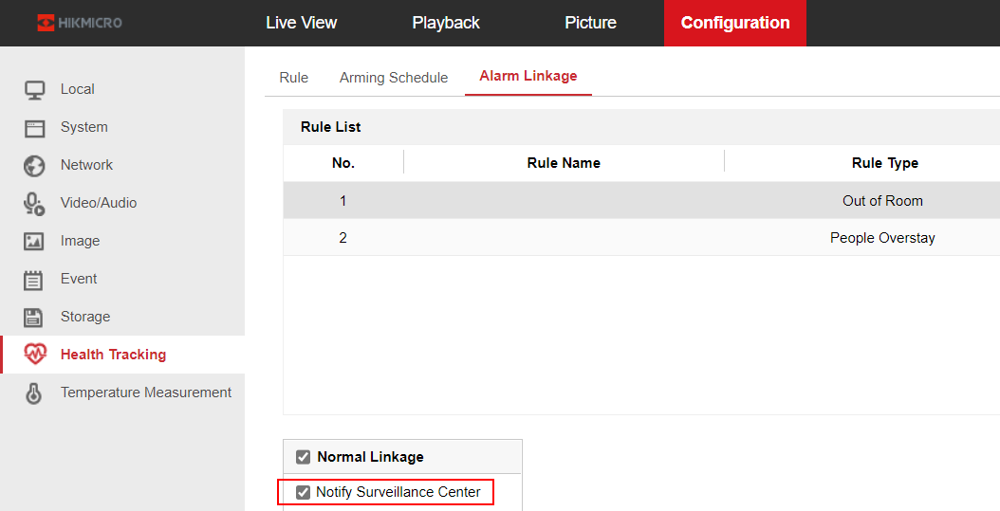 HIKMICRO Live View Playback Picture Configuration
Local
System
Network
Video/Audio
Image
Event
Storage
Health Tracking
Temperature Measurement
Rule Arming Schedule Alarm Linkage
Rule List
No. Rule Name Rule Type
1 Out of Room
2 People Overstay
Normal Linkage
Notify Surveillance Center